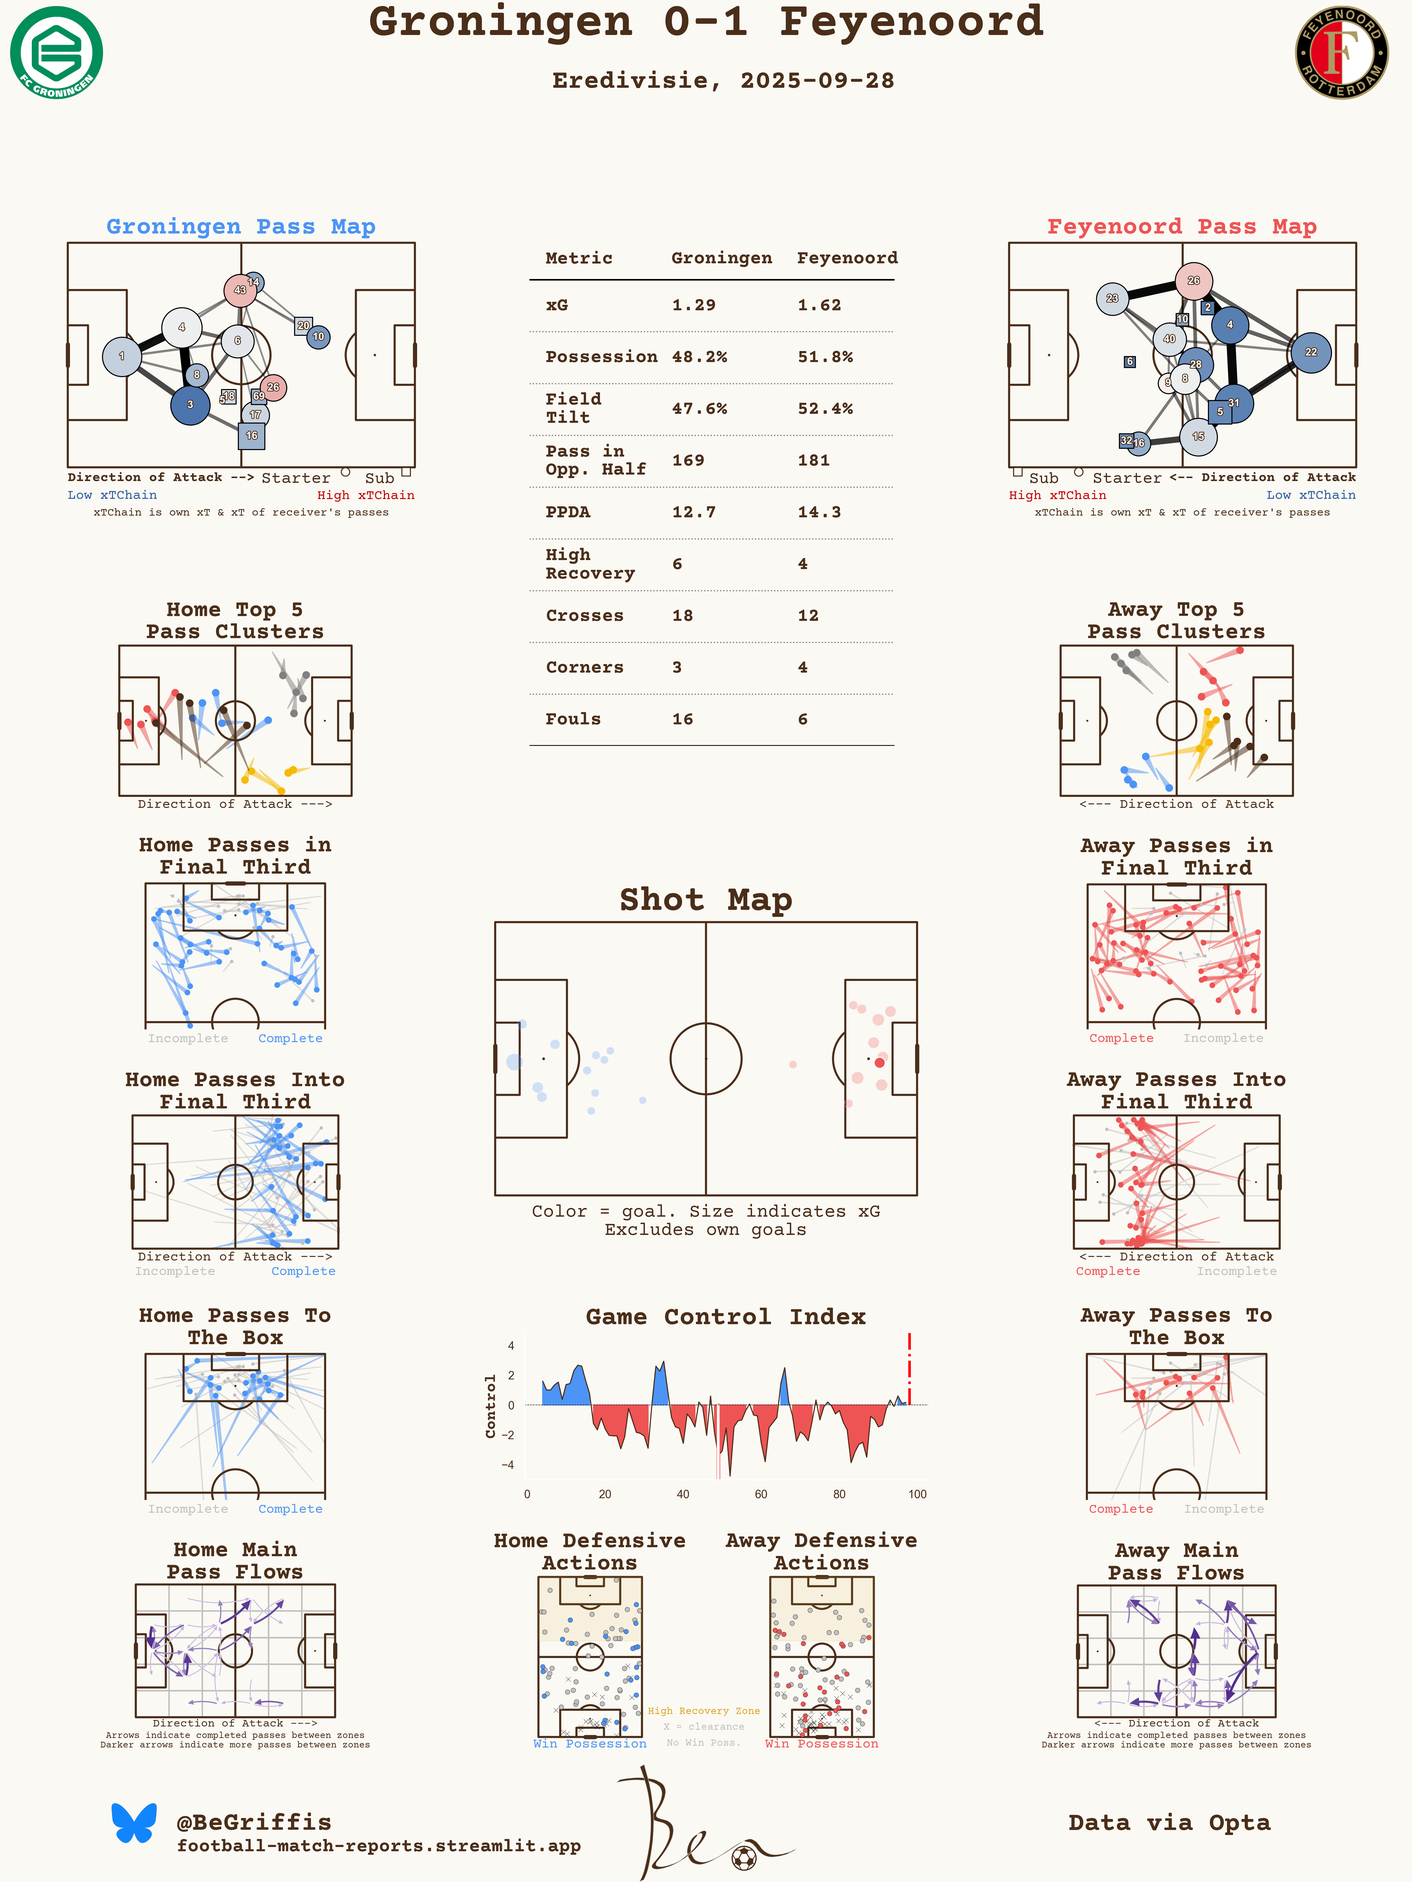 Groningen 0-1 Feyenoord
Eredivisie, 2025-09-28
FC GRONINGEN
FEYENOORD
F
ROTTERDAM
Groningen Pass Map
14
43
20
10
4
6
1
8
26
18
5
69
3
17
16
Direction of Attack --> Starter Sub
Low xTChain High xTChain
xTChain is own xT & xT of receiver's passes
Metric Groningen Feyenoord
xG 1.29 1.62
Possession 48.2% 51.8%
Field
Tilt 47.6% 52.4%
Pass in
Opp. Half 169 181
PPDA 12.7 14.3
High
Recovery 6 4
Crosses 18 12
Corners 3 4
Fouls 16 6
Feyenoord Pass Map
26
23
2
10
4
40
22
6
28
9
8
31
5
15
32
16
Sub Starter <-- Direction of Attack
High xTChain Low xTChain
xTChain is own xT & xT of receiver's passes
Home Top 5
Pass Clusters
Direction of Attack --->
Away Top 5
Pass Clusters
<--- Direction of Attack
Home Passes in
Final Third
Incomplete Complete
Away Passes in
Final Third
Complete Incomplete
Shot Map
Color = goal. Size indicates xG
Excludes own goals
Home Passes Into
Final Third
Direction of Attack --->
Incomplete Complete
Away Passes Into
Final Third
<--- Direction of Attack
Complete Incomplete
Home Passes To
The Box
Incomplete Complete
Game Control Index
Control
4
2
0
−2
−4
0 20 40 60 80 100
Away Passes To
The Box
Complete Incomplete
Home Main
Pass Flows
Direction of Attack --->
Arrows indicate completed passes between zones
Darker arrows indicate more passes between zones
Home Defensive
Actions
Win Possession
Away Defensive
Actions
Win Possession
High Recovery Zone
X = clearance
No Win Poss.
Away Main
Pass Flows
<--- Direction of Attack
Arrows indicate completed passes between zones
Darker arrows indicate more passes between zones
@BeGriffis
football-match-reports.streamlit.app
Ben
Data via Opta